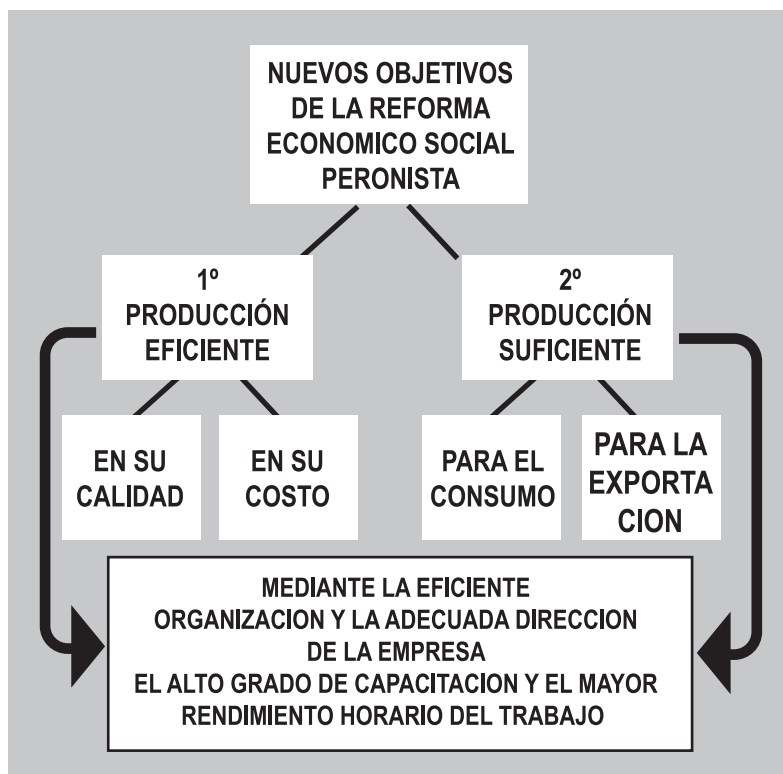 NUEVOS OBJETIVOS
DE LA REFORMA
ECONOMICO SOCIAL
PERONISTA
1º
PRODUCCIÓN
EFICIENTE
2º
PRODUCCIÓN
SUFICIENTE
EN SU
CALIDAD
EN SU
COSTO
PARA EL
CONSUMO
PARA LA
EXPORTA
CION
MEDIANTE LA EFICIENTE
ORGANIZACION Y LA ADECUADA DIRECCION
DE LA EMPRESA
EL ALTO GRADO DE CAPACITACION Y EL MAYOR
RENDIMIENTO HORARIO DEL TRABAJO